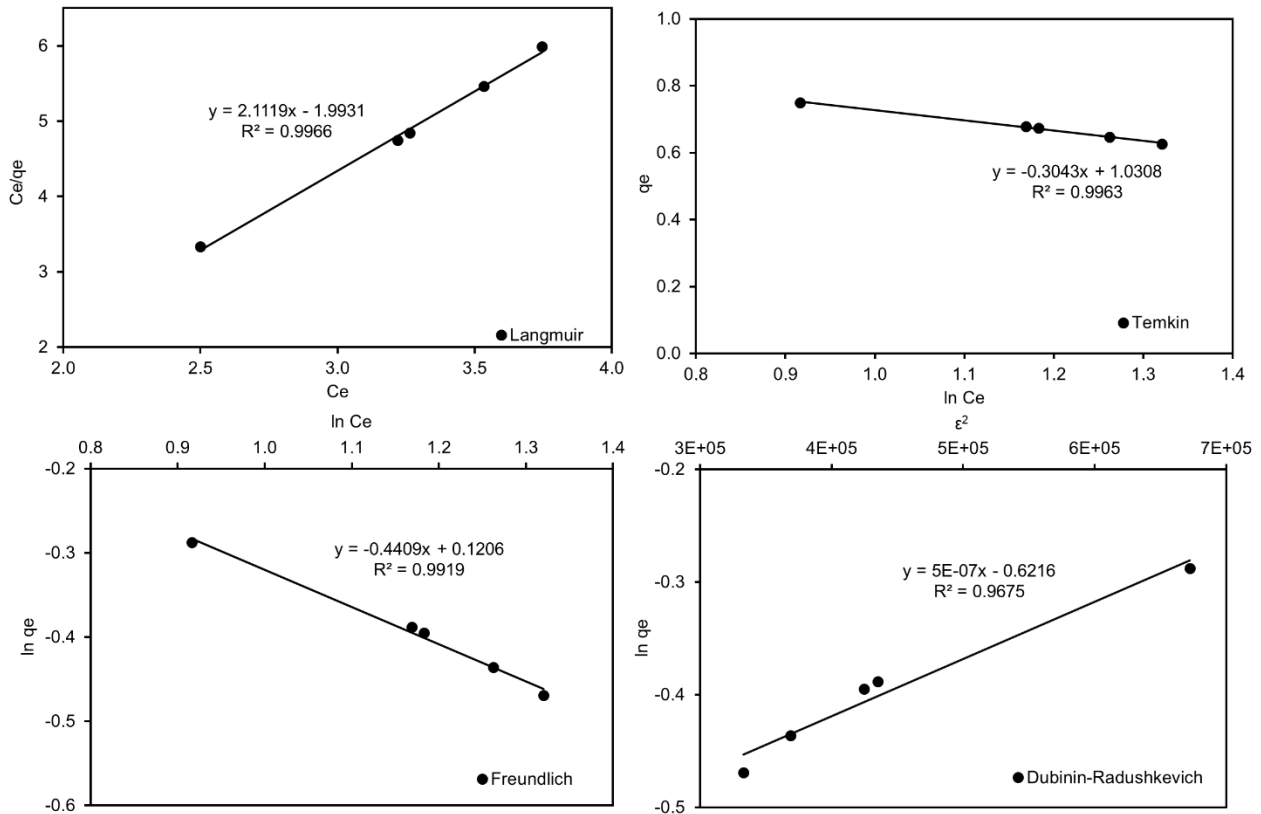 6
5
4
3
2
Ce/qe
y = 2.1119x - 1.9931
R² = 0.9966
Langmuir
2.0 2.5 3.0 3.5 4.0
Ce
1.0
0.8
0.6
0.4
0.2
0.0
qe
y = -0.3043x + 1.0308
R² = 0.9963
Temkin
0.8 0.9 1.0 1.1 1.2 1.3 1.4
ln Ce
ln Ce
0.8 0.9 1.0 1.1 1.2 1.3 1.4
-0.2
-0.3
-0.4
-0.5
-0.6
ln qe
y = -0.4409x + 0.1206
R² = 0.9919
Freundlich
ε²
3E+05 4E+05 5E+05 6E+05 7E+05
-0.2
-0.3
-0.4
-0.5
ln qe
y = 5E-07x - 0.6216
R² = 0.9675
Dubinin-Radushkevich